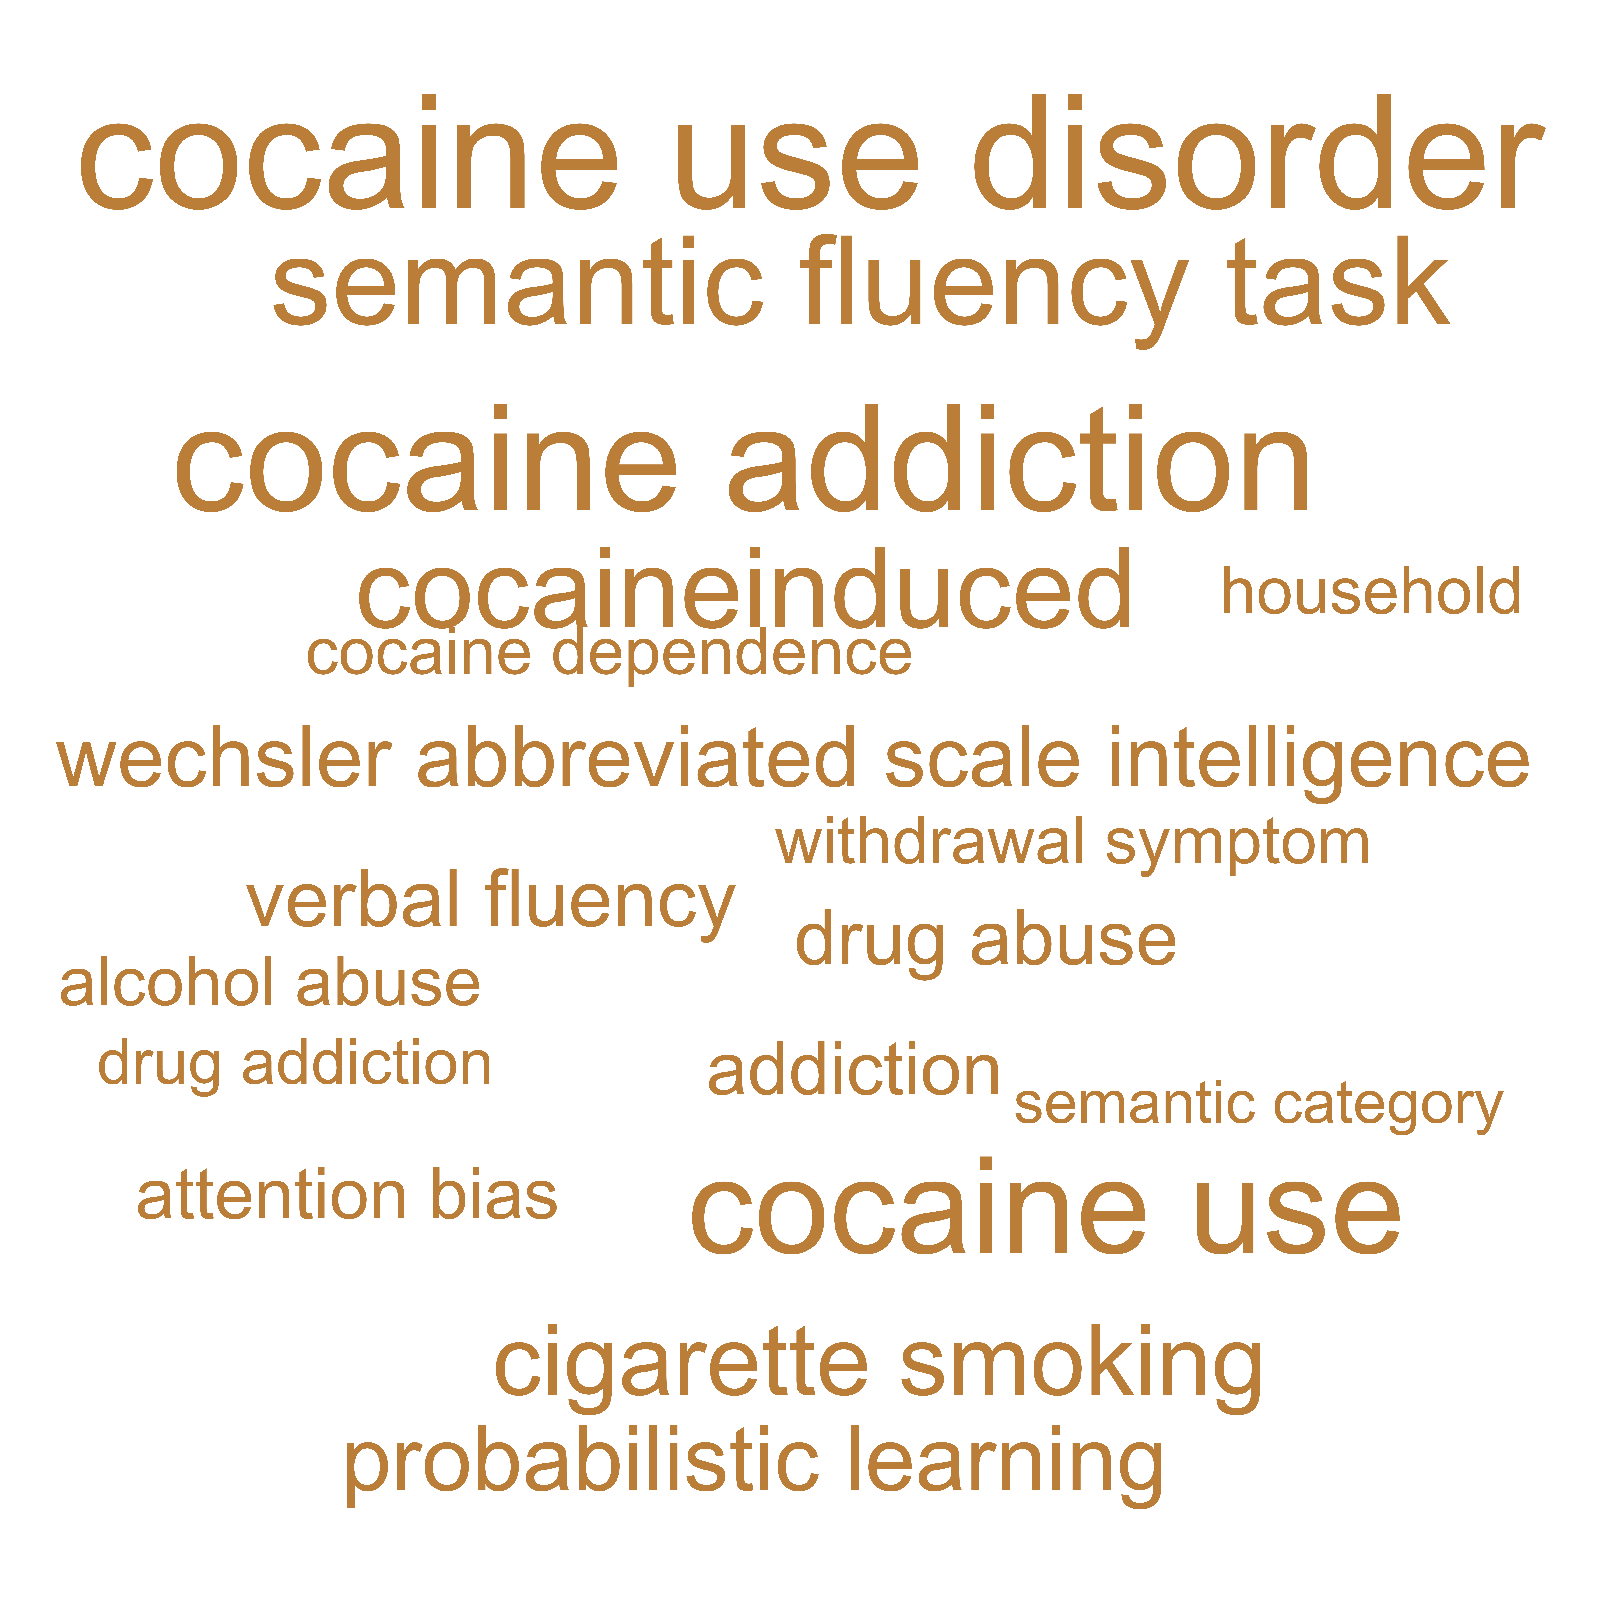 cocaine use disorder
semantic fluency task
cocaine addiction
cocaineinduced
household
cocaine dependence
wechsler abbreviated scale intelligence
withdrawal symptom
verbal fluency
drug abuse
alcohol abuse
drug addiction
addiction
semantic category
attention bias
cocaine use
cigarette smoking
probabilistic learning